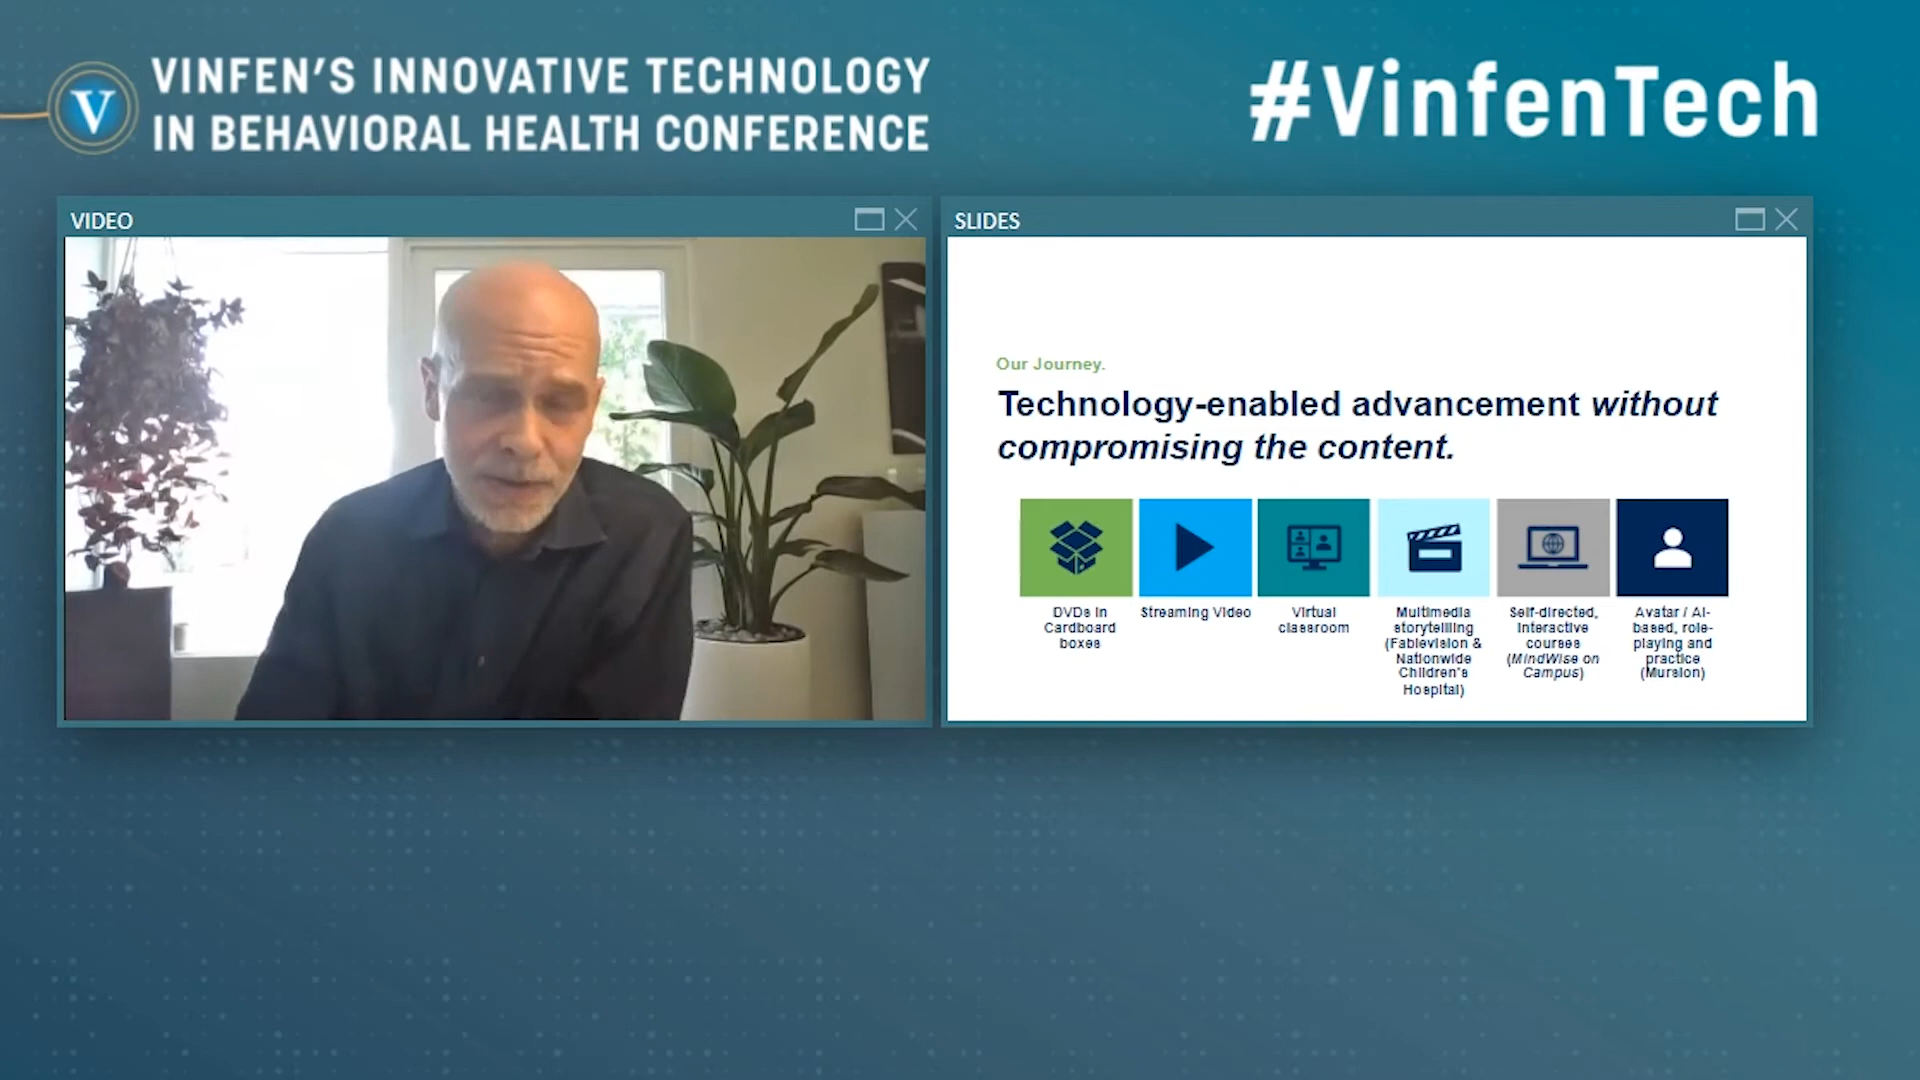 V
VINFEN'S INNOVATIVE TECHNOLOGY
IN BEHAVIORAL HEALTH CONFERENCE
#VinfenTech
VIDEO
SLIDES
Our Journey.
Technology-enabled advancement without
compromising the content.
DVDs in
Cardboard
boxes
Streaming Video
Virtual
classroom
Multimedia
storytelling
(Fablevision &
Nationwide
Children's
Hospital)
Self-directed,
interactive
courses
(MindWise on
Campus)
Avatar / AI-
based, role-
playing and
practice
(Mursion)